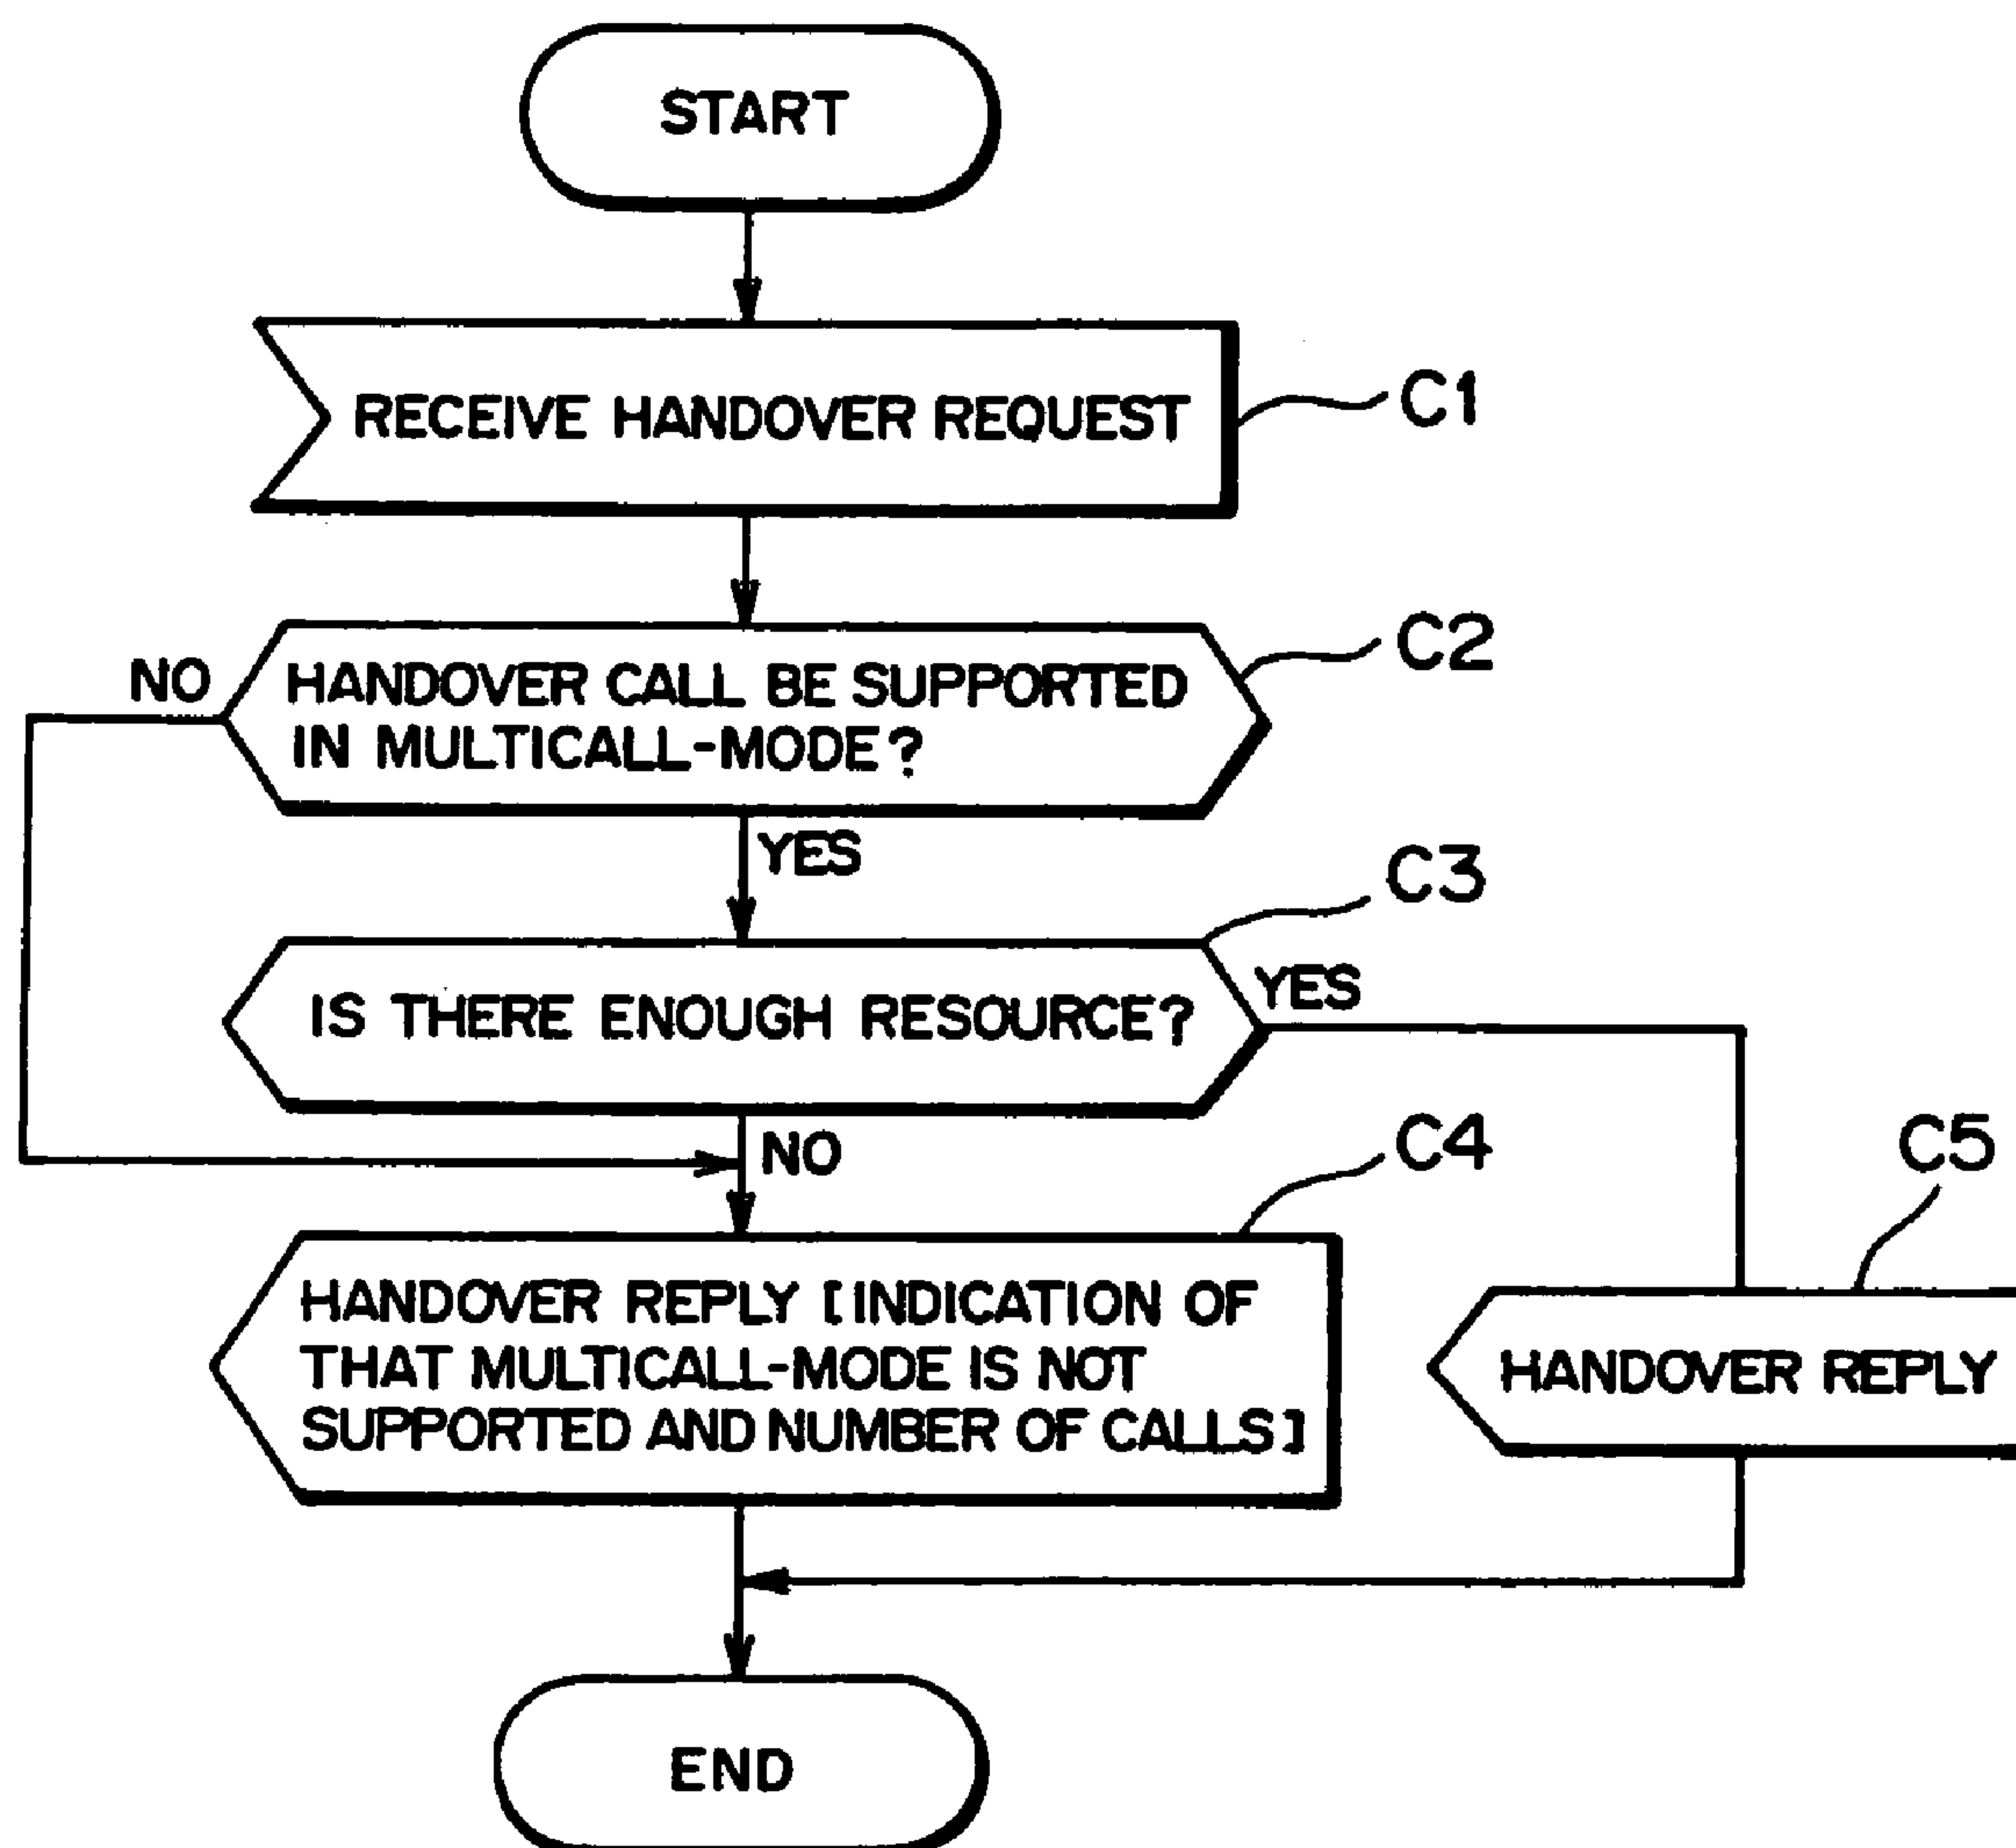 START
RECEIVE HANDOVER REQUEST
C1
C2
NO
HANDOVER CALL BE SUPPORTED
IN MULTICALL-MODE?
YES
C3
IS THERE ENOUGH RESOURCE?
YES
NO
C4
C5
HANDOVER REPLY [INDICATION OF
THAT MULTICALL-MODE IS NOT
SUPPORTED AND NUMBER OF CALLS]
HANDOVER REPLY
END